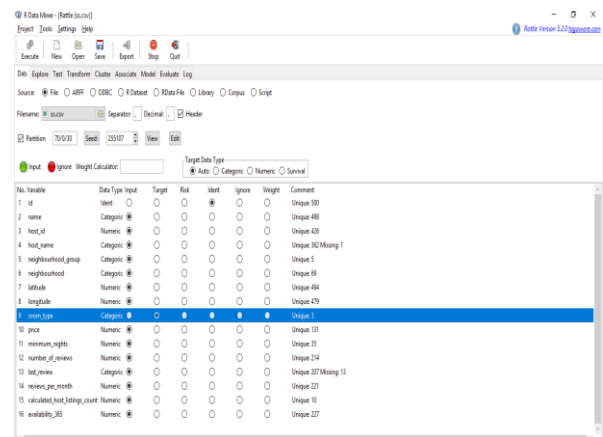 R Data Miner - [Rattle (ss.csv)]
Project Tools Settings Help
Rattle Version 5.2.0 togaware.com
Execute New Open Save Export Stop Quit
Data Explore Test Transform Cluster Associate Model Evaluate Log
Source: File ARFF ODBC R Dataset RData File Library Corpus Script
Filename: ss.csv Separator: , Decimal: . Header
Partition 70/0/30 Seed: 255107 View Edit
Input Ignore Weight Calculator:
Target Data Type
Auto Categoric Numeric Survival
No. Variable Data Type Input Target Risk Ident Ignore Weight Comment
1 id Ident Unique: 500
2 name Categoric Unique: 498
3 host_id Numeric Unique: 426
4 host_name Categoric Unique: 362 Missing: 1
5 neighbourhood_group Categoric Unique: 5
6 neighbourhood Categoric Unique: 69
7 latitude Numeric Unique: 494
8 longitude Numeric Unique: 479
9 room_type Categoric Unique: 3
10 price Numeric Unique: 131
11 minimum_nights Numeric Unique: 35
12 number_of_reviews Numeric Unique: 214
13 last_review Categoric Unique: 207 Missing: 13
14 reviews_per_month Numeric Unique: 221
15 calculated_host_listings_count Numeric Unique: 10
16 availability_365 Numeric Unique: 227